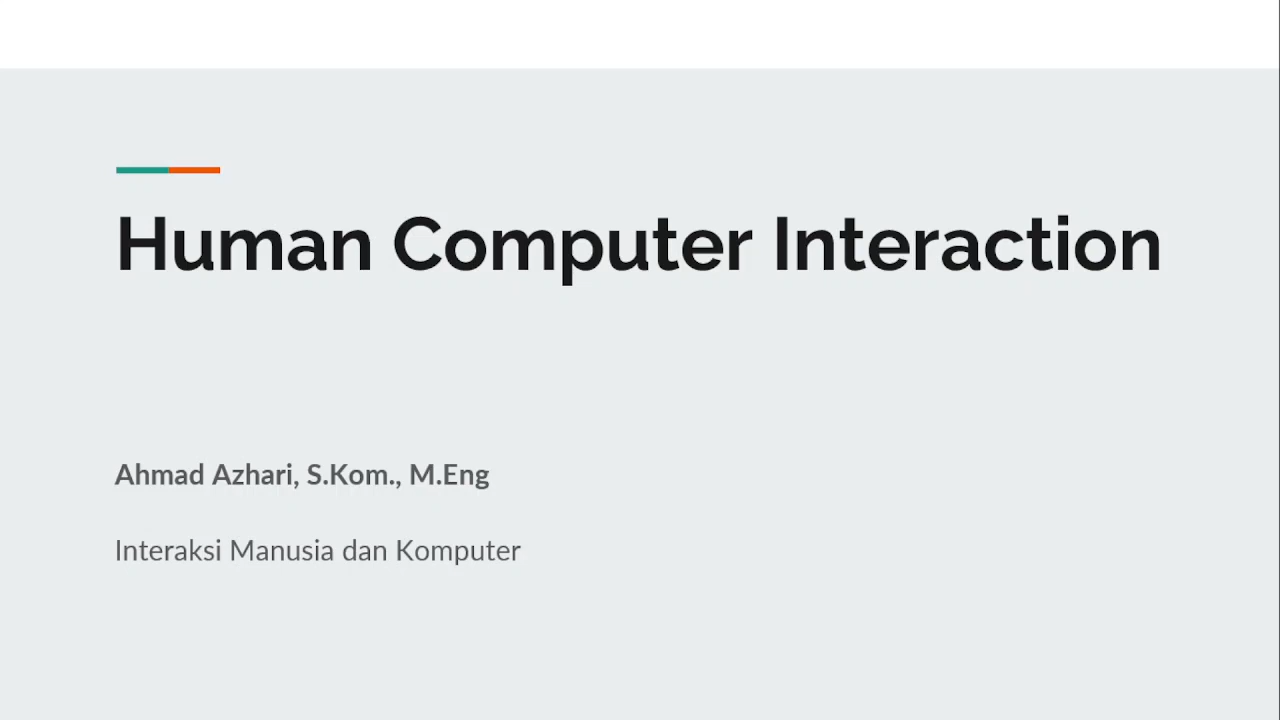 Human Computer Interaction
Ahmad Azhari, S.Kom., M.Eng
Interaksi Manusia dan Komputer